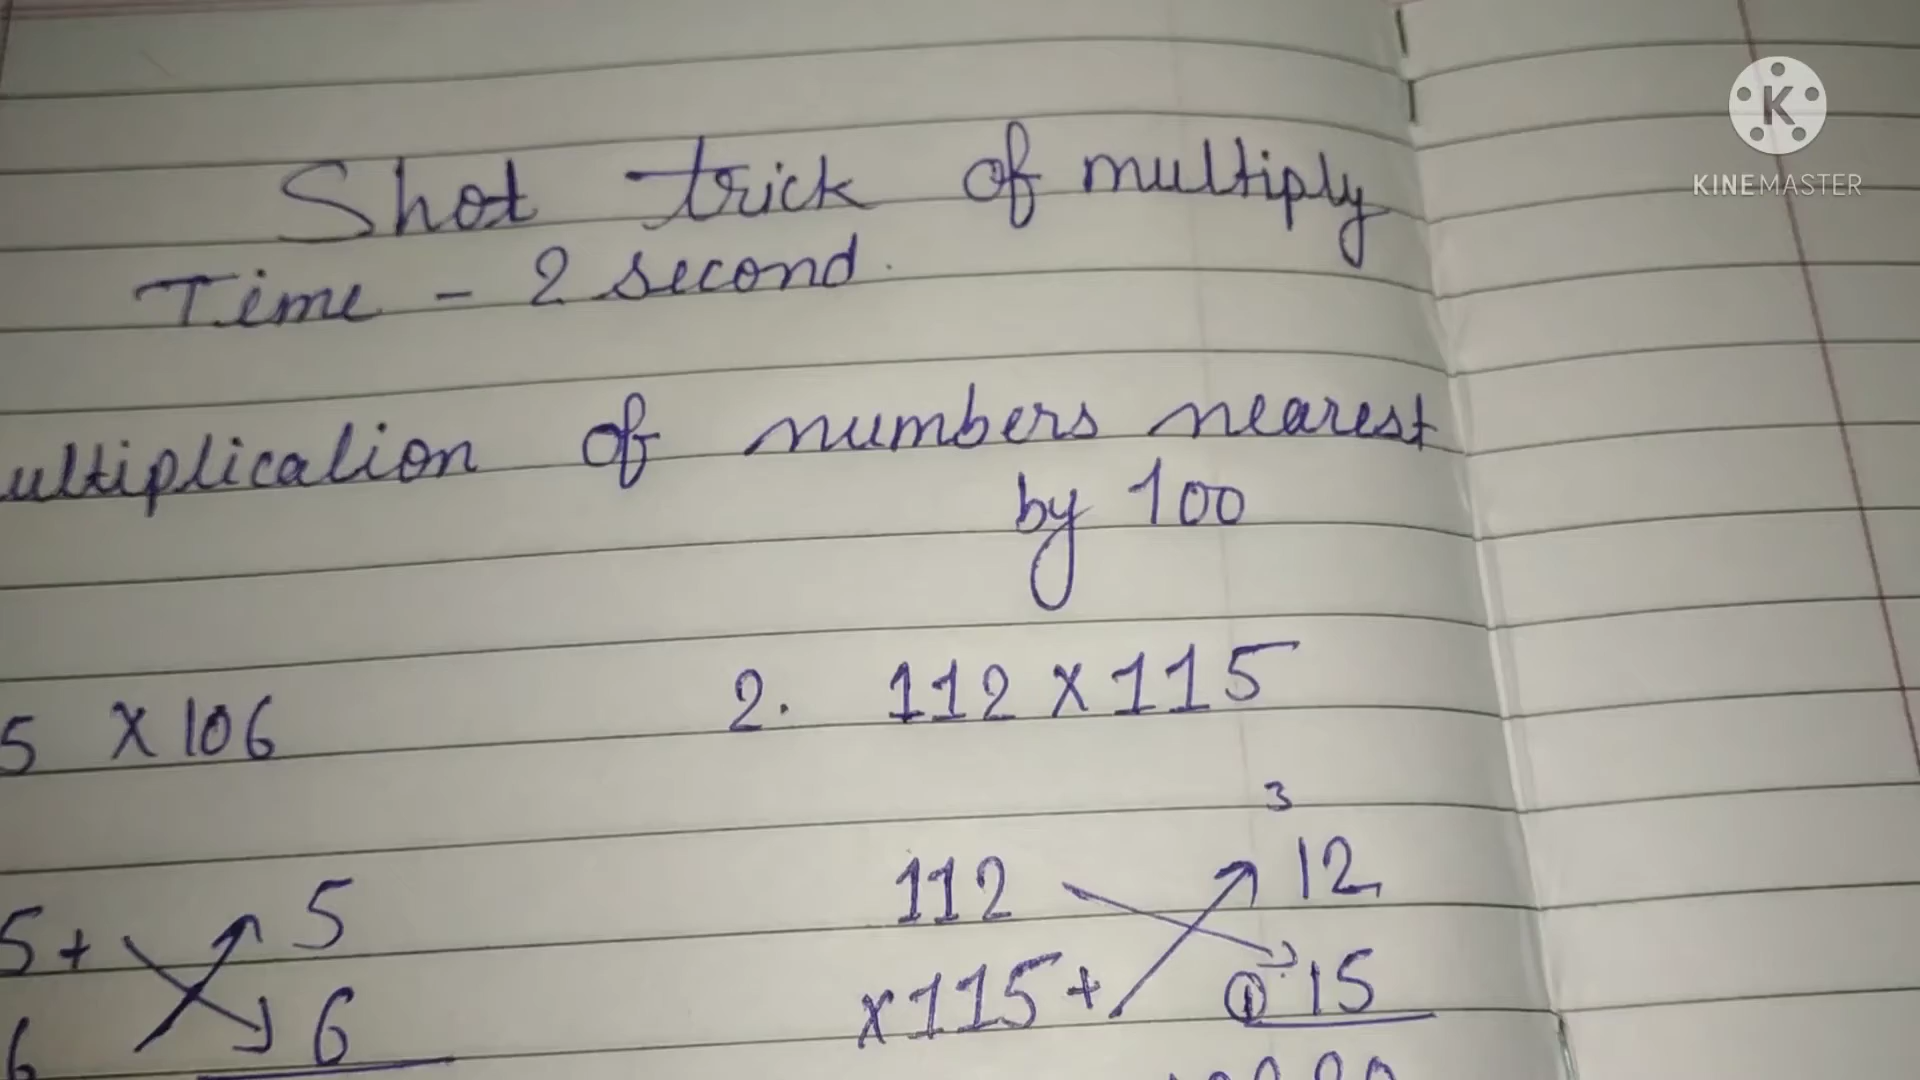 Shot trick of multiply
Time - 2 second.
ultiplication of numbers nearest
by 100
5 X 106
2. 112 X 115
3
5+ 5
6 6
112 12
x115+ ① 15
K
KINEMASTER